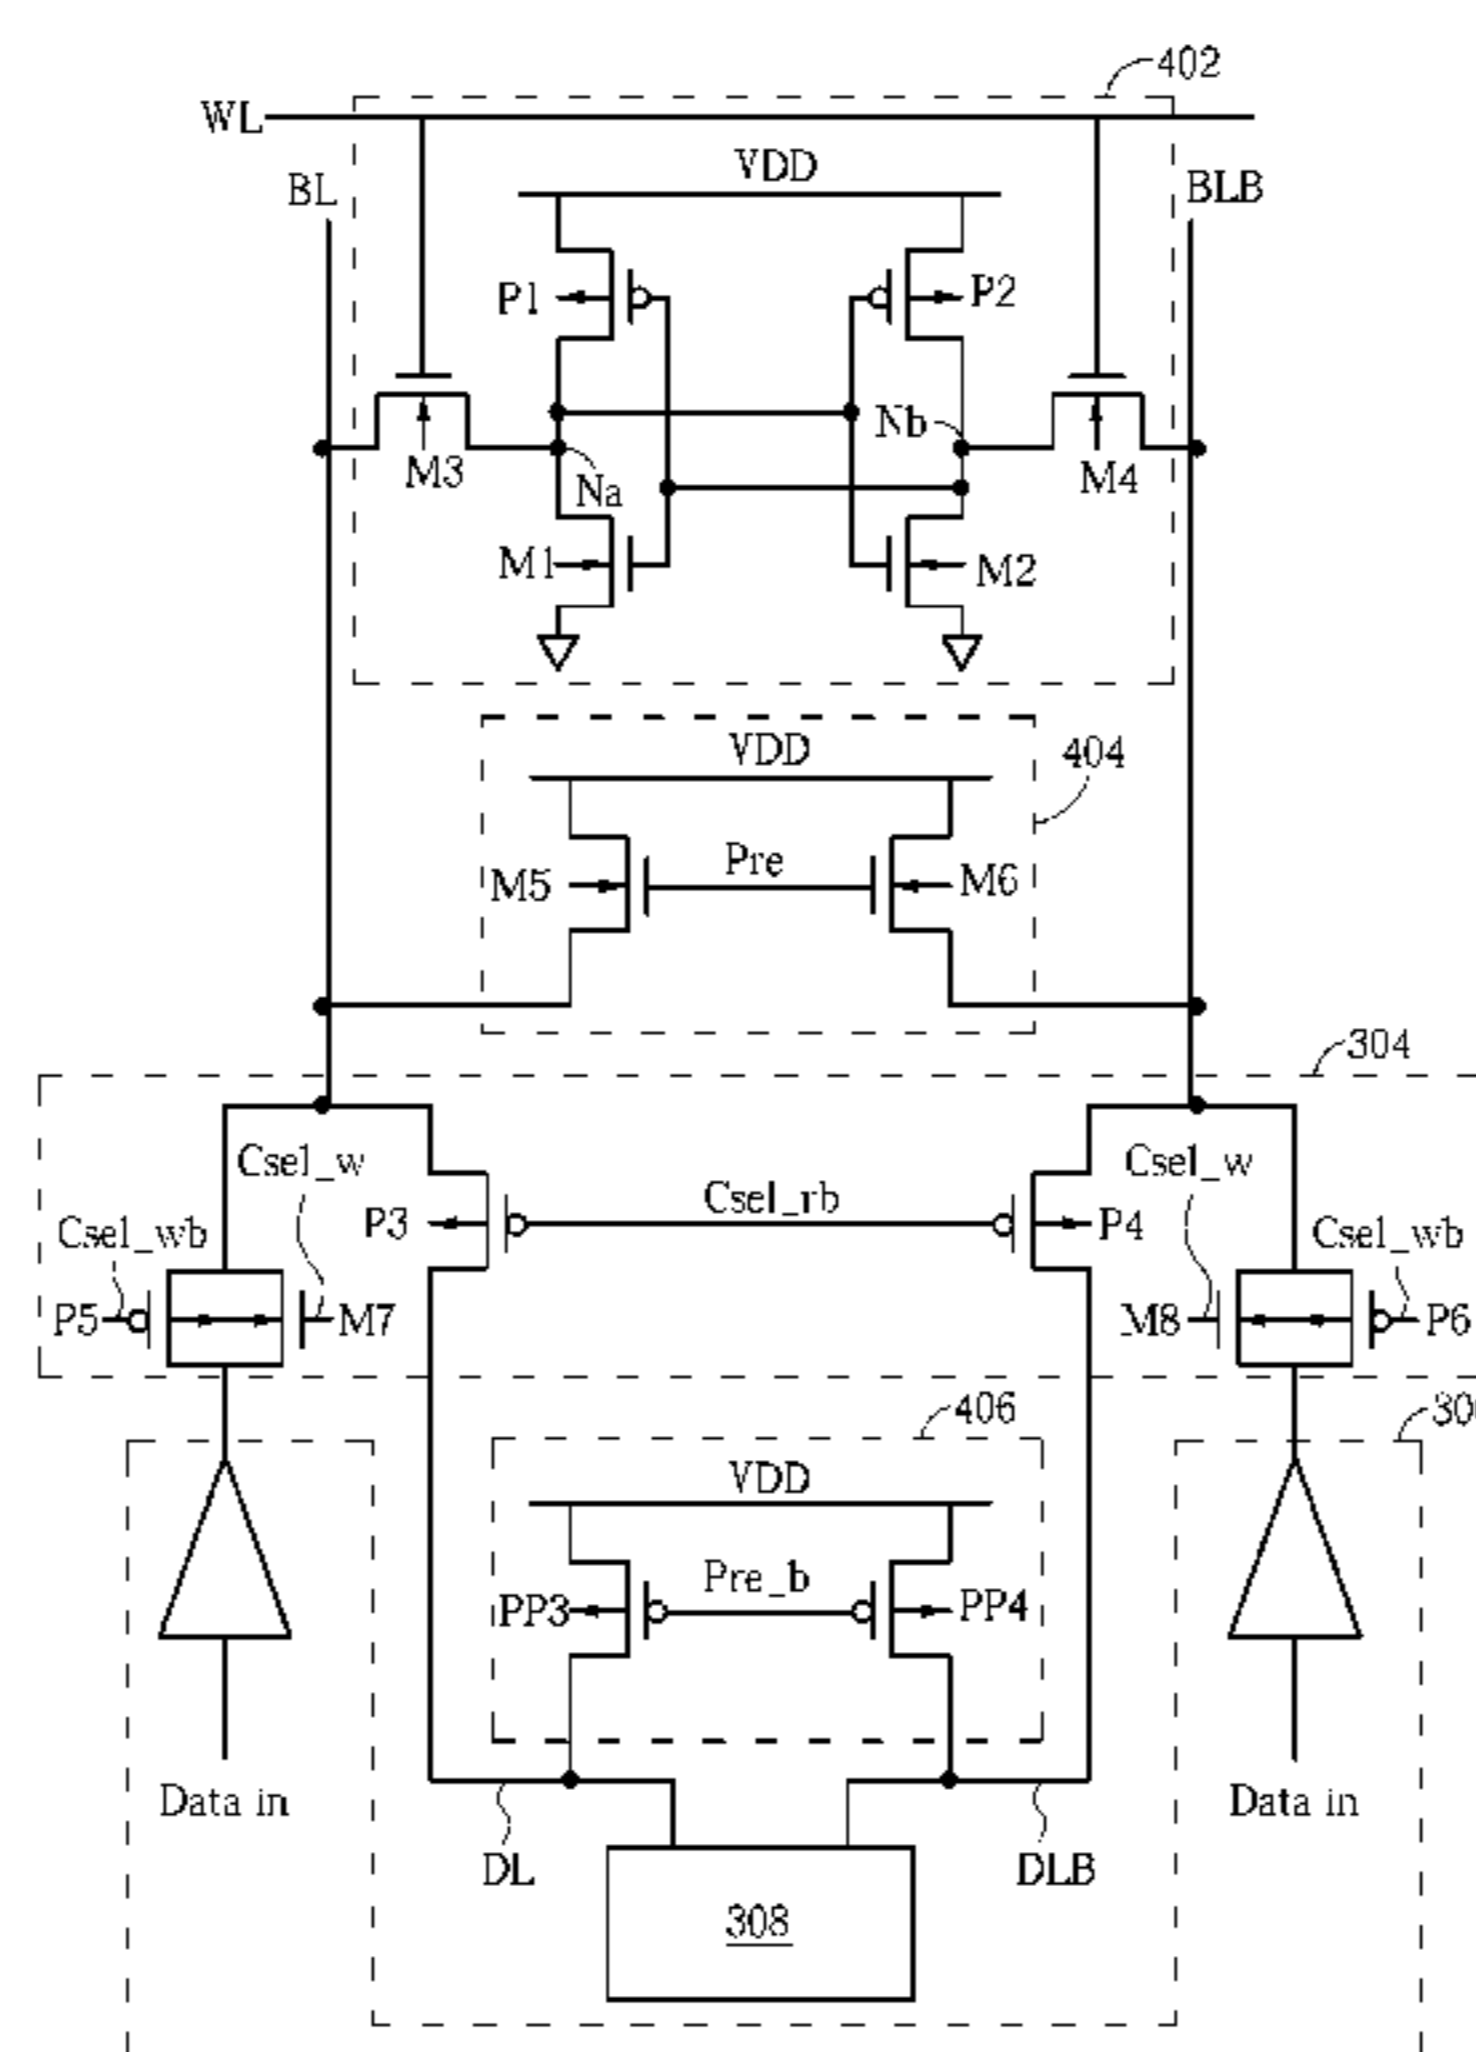 402
WL
VDD
BL
BLB
P1
P2
Nb
M3
Na
M4
M1
M2
VDD
404
M5
Pre
M6
304
Csel_w
Csel_w
Csel_rb
P3
P4
Csel_wb
Csel_wb
P5
M7
M8
P6
406
VDD
Pre_b
PP3
PP4
Data in
Data in
DL
DLB
308